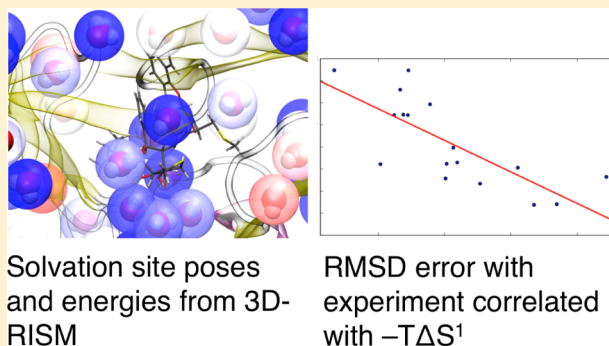 Solvation site poses
and energies from 3D-
RISM
RMSD error with
experiment correlated
with –TΔS¹